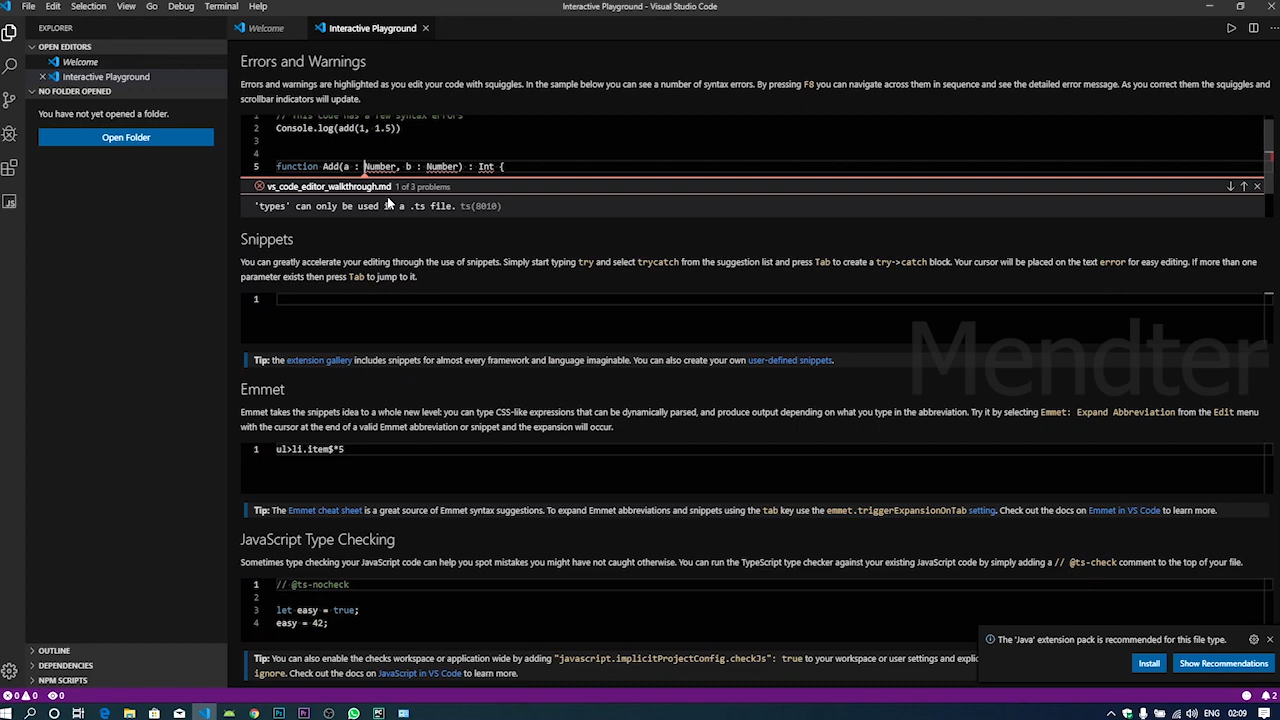 File Edit Selection View Go Debug Terminal Help
Interactive Playground - Visual Studio Code
EXPLORER
OPEN EDITORS
Welcome
Interactive Playground
NO FOLDER OPENED
You have not yet opened a folder.
Open Folder
OUTLINE
DEPENDENCIES
NPM SCRIPTS
Welcome
Interactive Playground
Errors and Warnings
Errors and warnings are highlighted as you edit your code with squiggles. In the sample below you can see a number of syntax errors. By pressing F8 you can navigate across them in sequence and see the detailed error message. As you correct them the squiggles and
scrollbar indicators will update.
1 // This code has a few syntax errors
2 Console.log(add(1, 1.5))
3
4
5 function Add(a : Number, b : Number) : Int {
vs_code_editor_walkthrough.md 1 of 3 problems
'types' can only be used in a .ts file. ts(8010)
Snippets
You can greatly accelerate your editing through the use of snippets. Simply start typing try and select trycatch from the suggestion list and press Tab to create a try->catch block. Your cursor will be placed on the text error for easy editing. If more than one
parameter exists then press Tab to jump to it.
1
Tip: the extension gallery includes snippets for almost every framework and language imaginable. You can also create your own user-defined snippets.
Mendter
Emmet
Emmet takes the snippets idea to a whole new level: you can type CSS-like expressions that can be dynamically parsed, and produce output depending on what you type in the abbreviation. Try it by selecting Emmet: Expand Abbreviation from the Edit menu
with the cursor at the end of a valid Emmet abbreviation or snippet and the expansion will occur.
1 ul>li.item$*5
Tip: The Emmet cheat sheet is a great source of Emmet syntax suggestions. To expand Emmet abbreviations and snippets using the tab key use the emmet.triggerExpansionOnTab setting. Check out the docs on Emmet in VS Code to learn more.
JavaScript Type Checking
Sometimes type checking your JavaScript code can help you spot mistakes you might have not caught otherwise. You can run the TypeScript type checker against your existing JavaScript code by simply adding a // @ts-check comment to the top of your file.
1 // @ts-nocheck
2
3 let easy = true;
4 easy = 42;
Tip: You can also enable the checks workspace or application wide by adding "javascript.implicitProjectConfig.checkJs": true to your workspace or user settings and explic
ignore. Check out the docs on JavaScript in VS Code to learn more.
The 'Java' extension pack is recommended for this file type.
Install
Show Recommendations
0 0 0
2
ENG 02:09